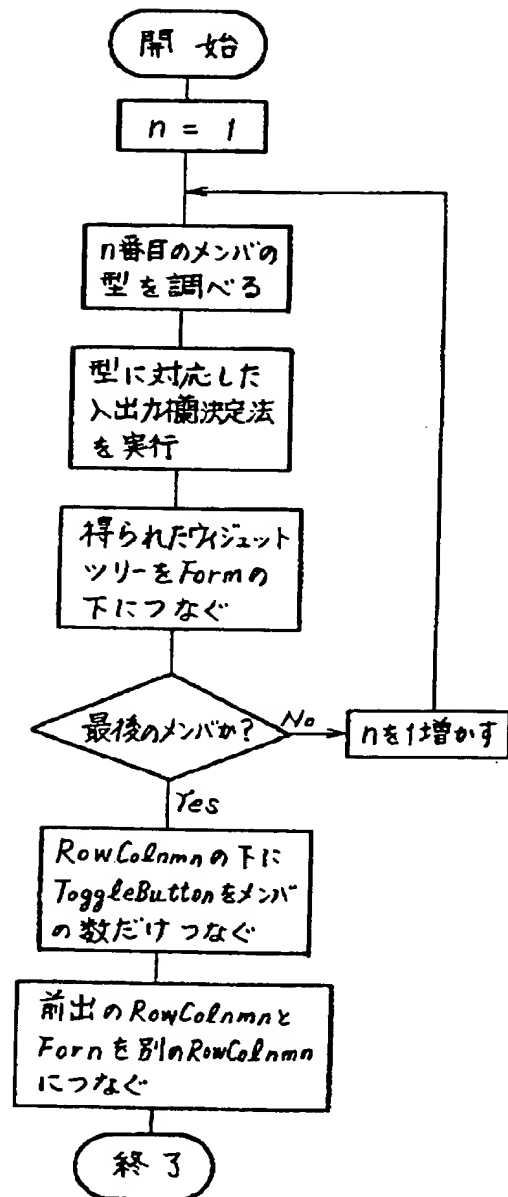 開始
n = 1
n番目のメンバの
型を調べる
型に対応した
入出力欄決定法
を実行
得られたウィジェット
ツリーをFormの
下につなぐ
最後のメンバか?
No
nを1増かす
Yes
RowColnmnの下に
ToggleButtonをメンバ
の数だけつなぐ
前出のRowColnmnと
Fornを別のRowColnmn
につなぐ
終了